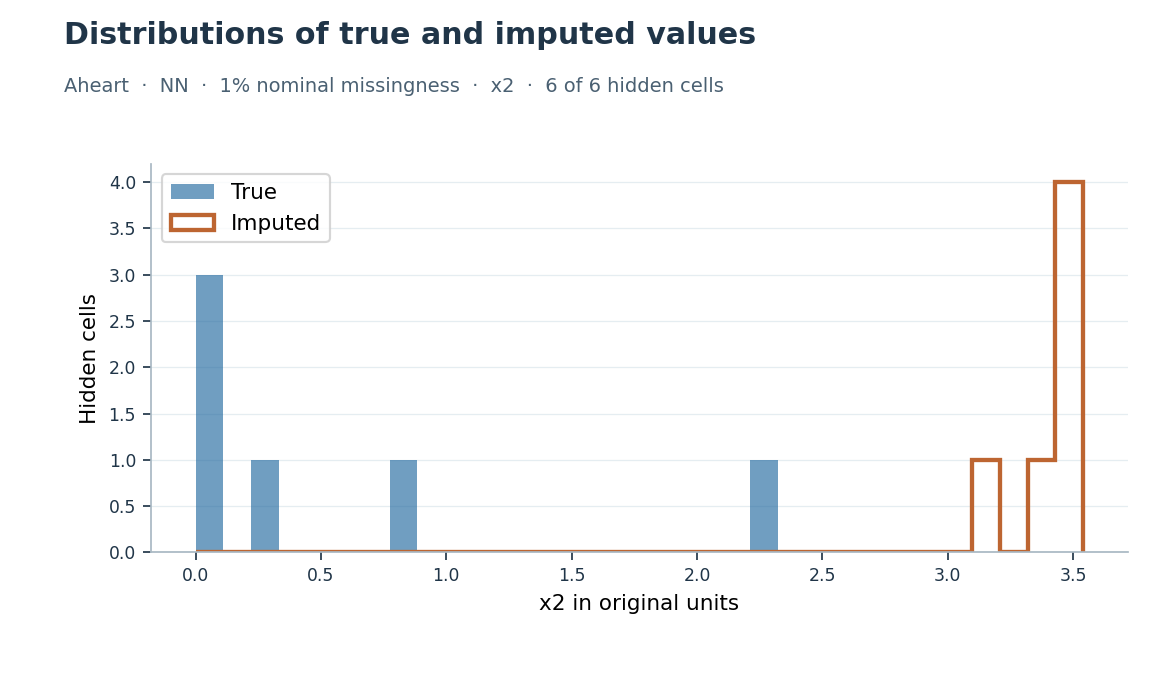 Distributions of true and imputed values
Aheart · NN · 1% nominal missingness · x2 · 6 of 6 hidden cells
True
Imputed
Hidden cells
4.0
3.5
3.0
2.5
2.0
1.5
1.0
0.5
0.0
0.0 0.5 1.0 1.5 2.0 2.5 3.0 3.5
x2 in original units